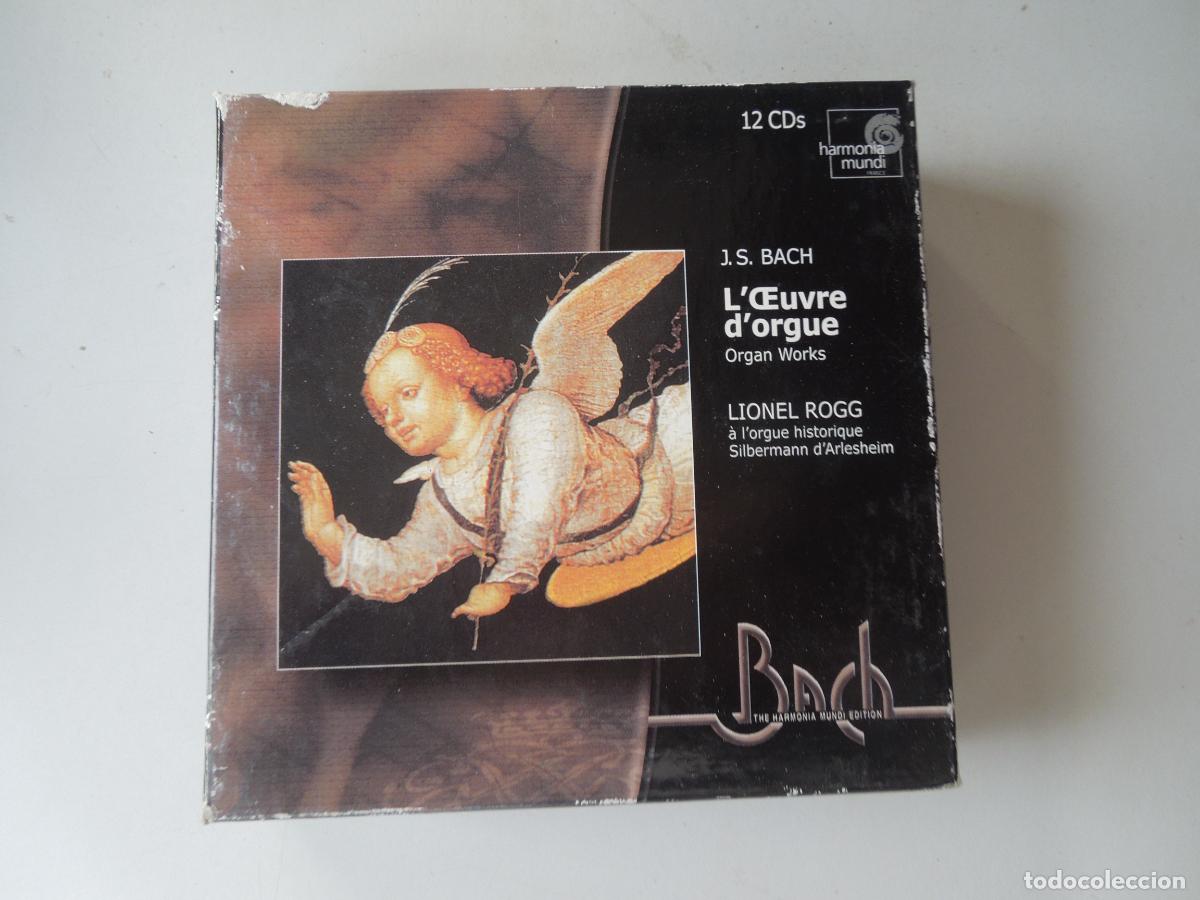 12 CDs
harmonia
mundi
FRANCE
J.S. BACH
L'Œuvre
d'orgue
Organ Works
LIONEL ROGG
à l'orgue historique
Silbermann d'Arlesheim
Bach
THE HARMONIA MUNDI EDITION
todocoleccion